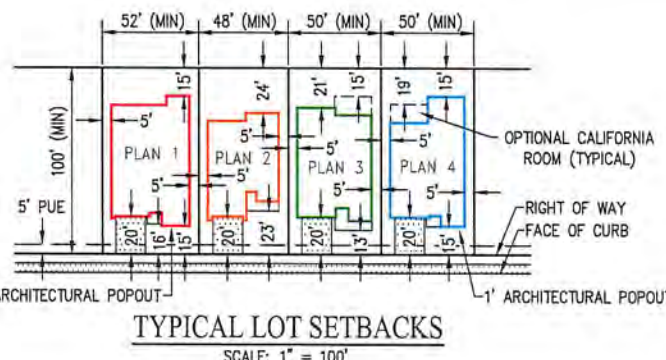 52' (MIN) 48' (MIN) 50' (MIN) 50' (MIN)
15' 24' 21' 15' 19' 15'
100' (MIN)
5' 5' 5'
OPTIONAL CALIFORNIA
ROOM (TYPICAL)
PLAN 1 PLAN 2 PLAN 3 PLAN 4
5' 5' 5' 5'
5' PUE
RIGHT OF WAY
FACE OF CURB
20' 16' 15' 20' 23' 20' 13' 20' 15'
ARCHITECTURAL POPOUT
1' ARCHITECTURAL POPOUT
TYPICAL LOT SETBACKS
SCALE: 1" = 100'